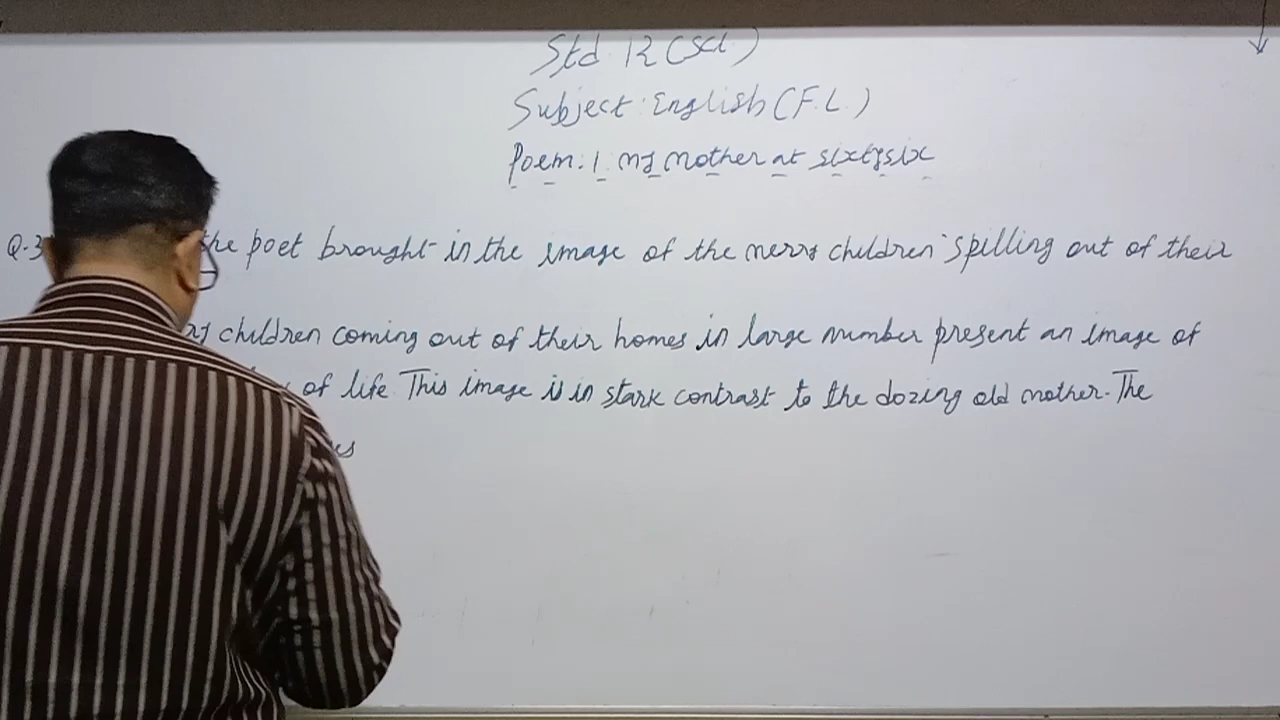 Std 12 (Sci)
Subject: English (F.L.)
Poem: 1. My Mother at sixty six
Q.3 the poet brought in the image of the merry children 'spilling out of their
children coming out of their homes in large number present an image of
of life. This image is in stark contrast to the dozing old mother. The